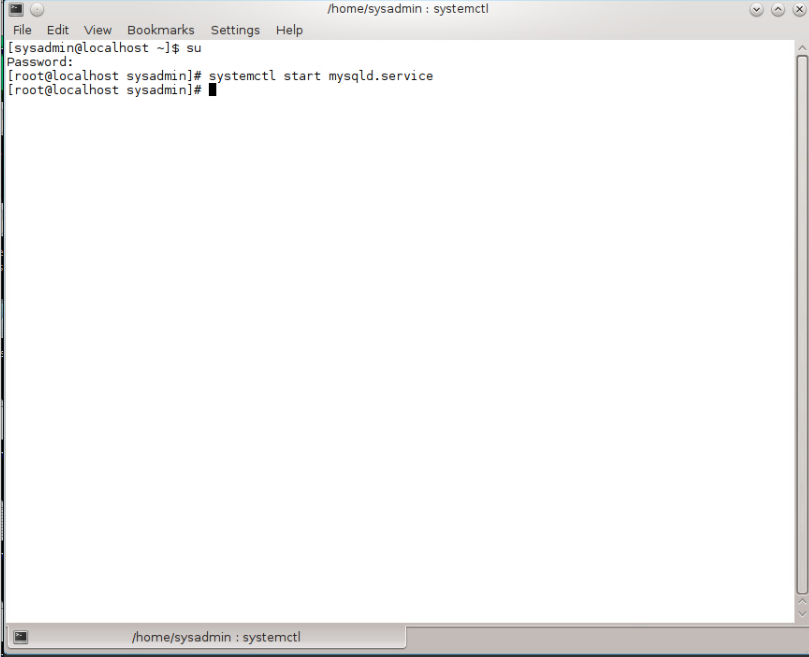 /home/sysadmin : systemctl
File Edit View Bookmarks Settings Help
[sysadmin@localhost ~]$ su
Password:
[root@localhost sysadmin]# systemctl start mysqld.service
[root@localhost sysadmin]#
/home/sysadmin : systemctl